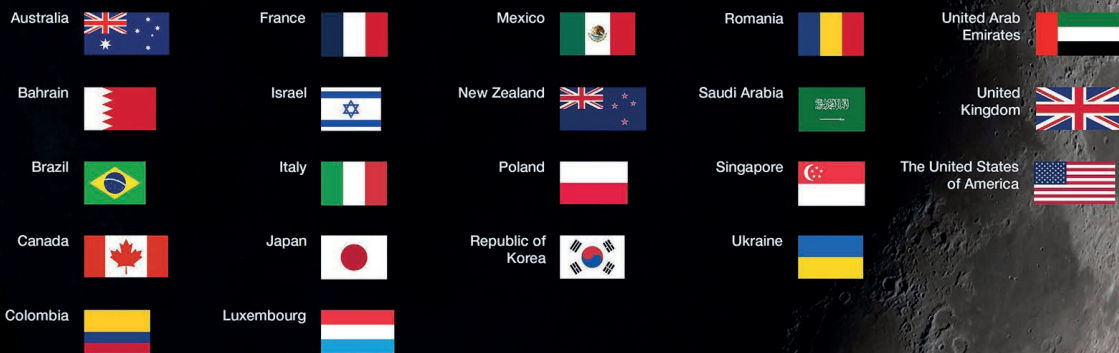 Australia
Bahrain
Brazil
Canada
Colombia
France
Israel
Italy
Japan
Luxembourg
Mexico
New Zealand
Poland
Republic of
Korea
Romania
Saudi Arabia
Singapore
Ukraine
United Arab
Emirates
United
Kingdom
The United States
of America